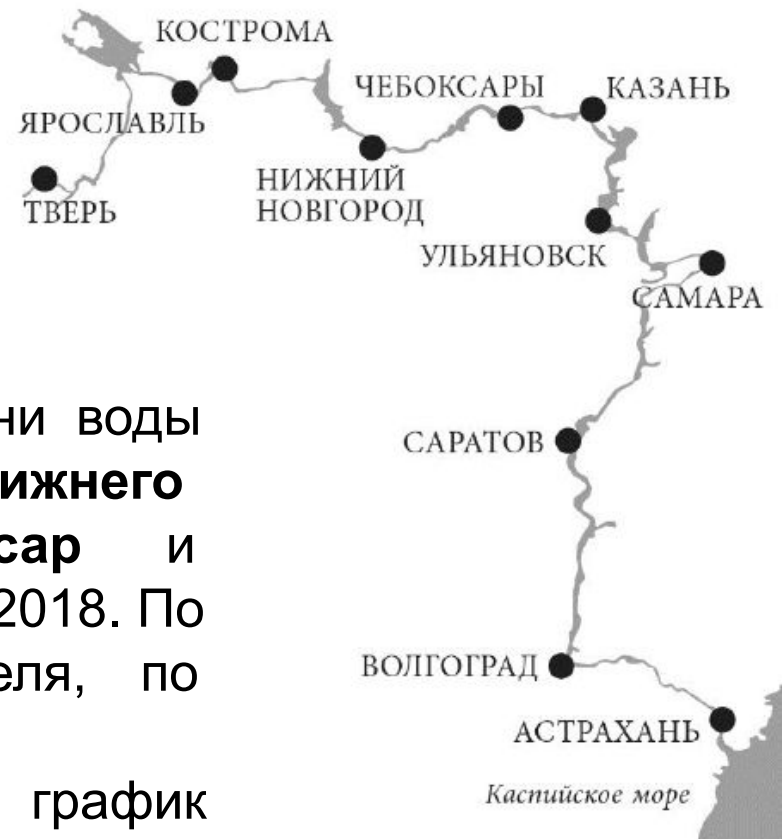 КОСТРОМА
ЧЕБОКСАРЫ
КАЗАНЬ
ЯРОСЛАВЛЬ
НИЖНИЙ
НОВГОРОД
ТВЕРЬ
УЛЬЯНОВСК
САМАРА
САРАТОВ
ВОЛГОГРАД
АСТРАХАНЬ
Каспийское море
ни воды
ижнего
сар и
2018. По
еля, по
график